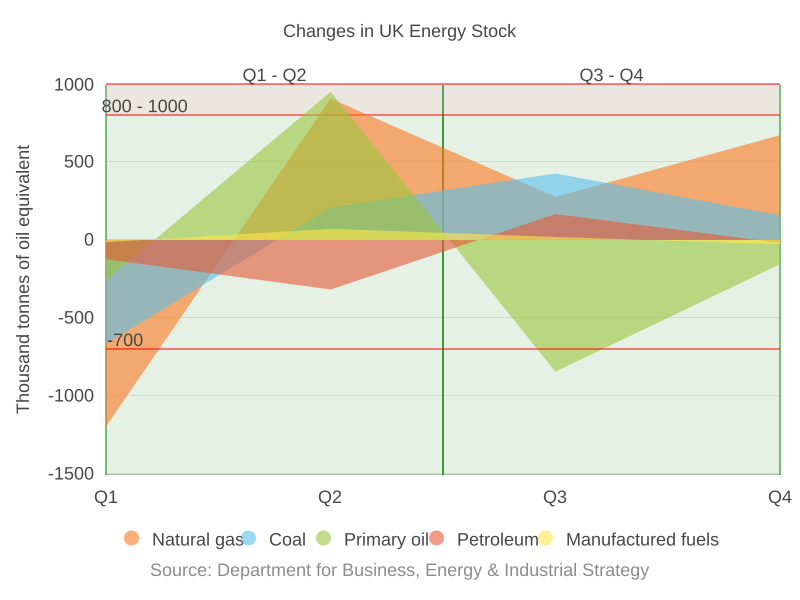 Changes in UK Energy Stock
Q1 - Q2
Q3 - Q4
1000
800 - 1000
500
0
-500
-700
-1000
-1500
Thousand tonnes of oil equivalent
Q1 Q2 Q3 Q4
Natural gas Coal Primary oil Petroleum Manufactured fuels
Source: Department for Business, Energy & Industrial Strategy